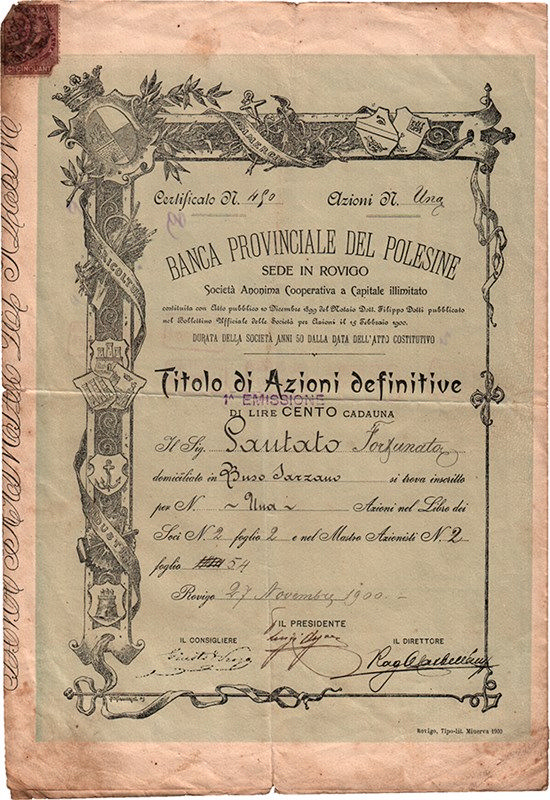 CINQUANT
COMMERCIO
Certificato N. 490 Azioni N. Una
BANCA PROVINCIALE DEL POLESINE
SEDE IN ROVIGO
Società Anonima Cooperativa a Capitale illimitato
costituita con Atto pubblico 10 Dicembre 899 del Notaio Dott. Filippo Dotti pubblicato
nel Bollettino Ufficiale delle Società per Azioni il 15 Febbraio 1900.
DURATA DELLA SOCIETÀ ANNI 50 DALLA DATA DELL'ATTO COSTITUTIVO
AGRICOLTURA
Titolo di Azioni definitive
1ª EMISSIONE
DI LIRE CENTO CADAUNA
Il Sig. Fortunato
domiciliato in Buso Sarzano si trova inscritto
per N. ~ Una ~ Azioni nel Libro dei
Soci N. 2 foglio 2 e nel Mastro Azionisti N. 2
foglio 54
Rovigo 27 Novembre 1900.-
IL PRESIDENTE
IL CONSIGLIERE IL DIRETTORE
Rovigo, Tipo-lit. Minerva 1900